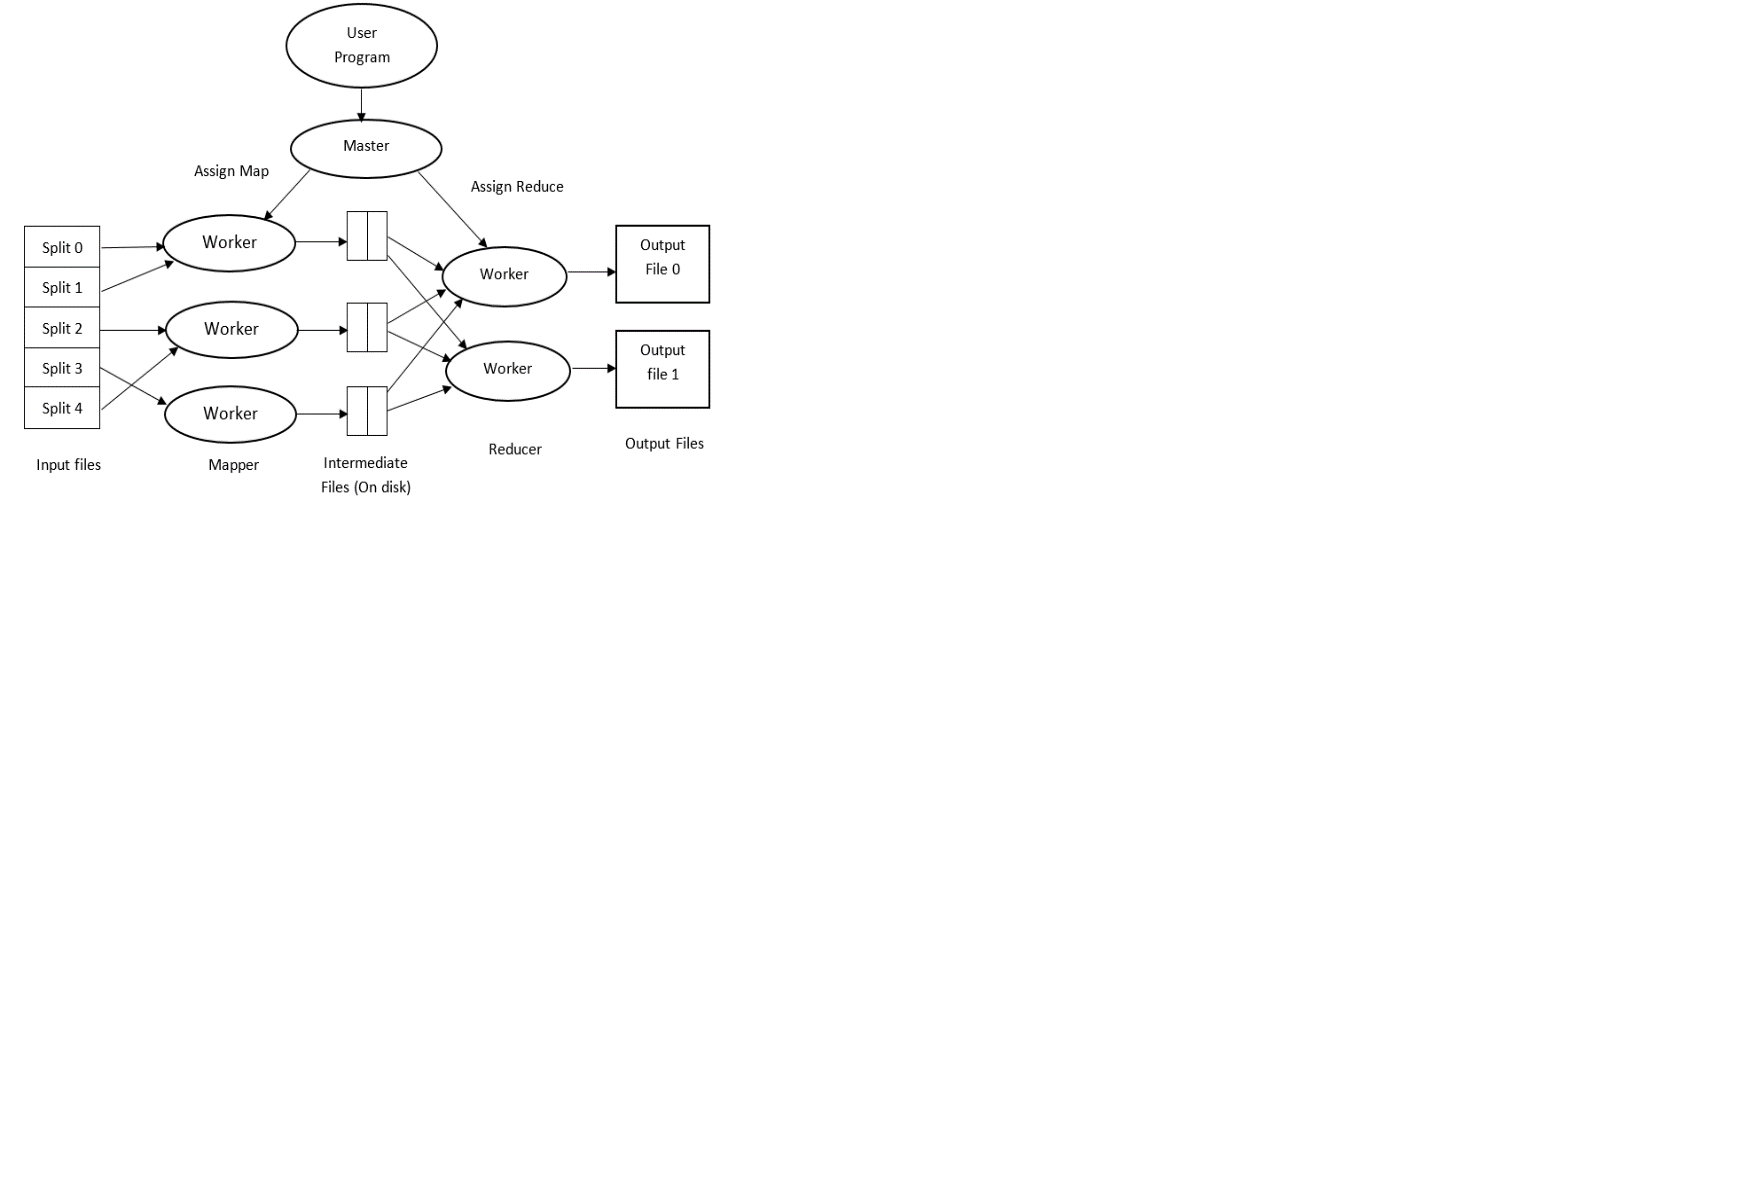 User
Program
Master
Assign Map
Assign Reduce
Split 0
Split 1
Split 2
Split 3
Split 4
Worker
Worker
Worker
Worker
Worker
Output
File 0
Output
file 1
Input files
Mapper
Intermediate
Files (On disk)
Reducer
Output Files